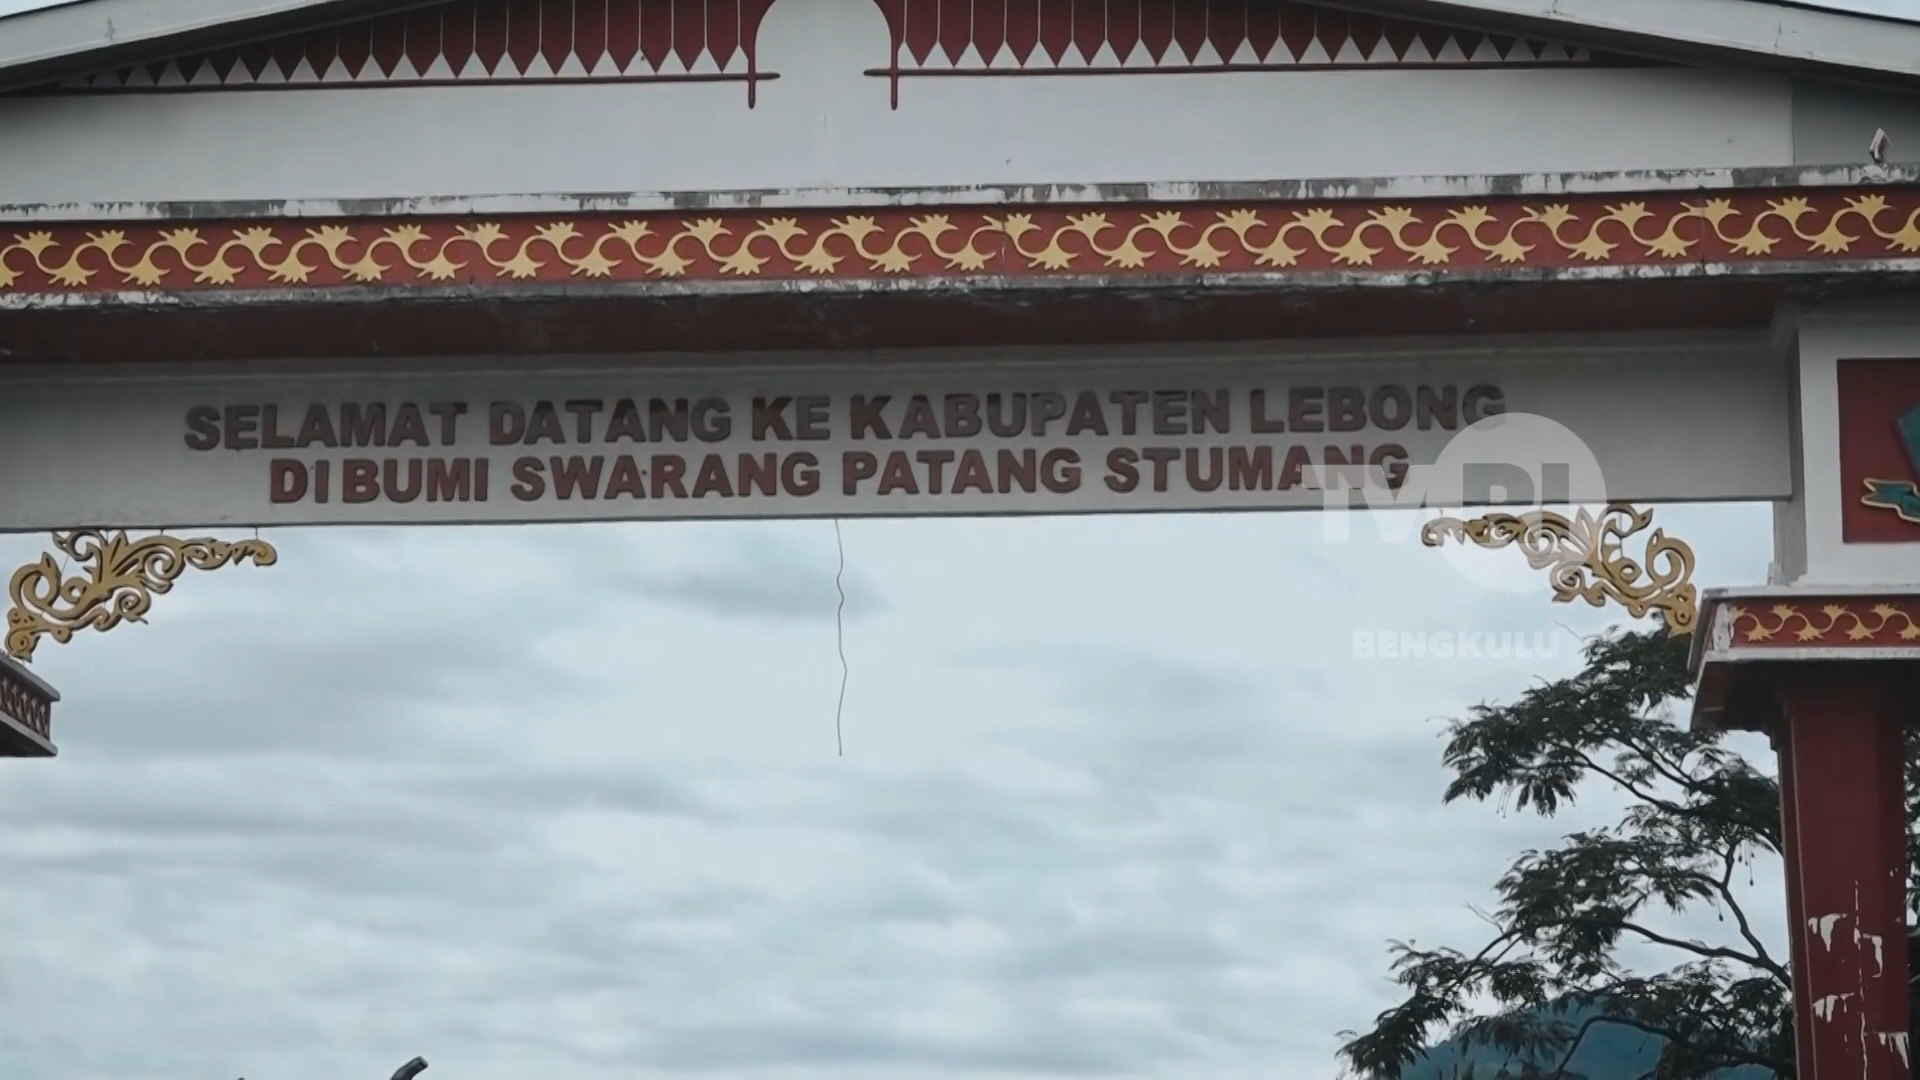 SELAMAT DATANG KE KABUPATEN LEBONG
DI BUMI SWARANG PATANG STUMANG
TVRI
BENGKULU